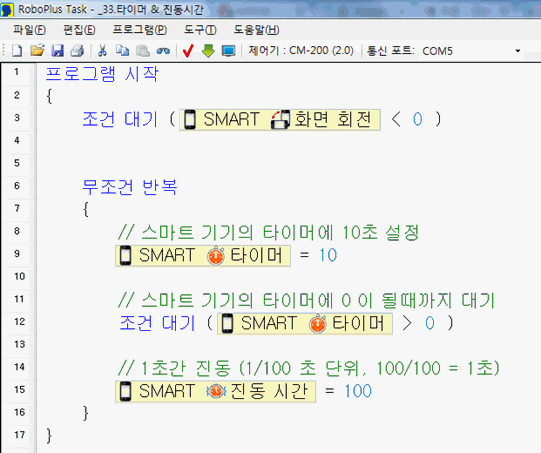 RoboPlus Task - _33.타이머 & 진동시간
파일(F) 편집(E) 프로그램(P) 도구(T) 도움말(H)
제어기 : CM-200 (2.0) 통신 포트: COM5
1 프로그램 시작
2 {
3 조건 대기 ( SMART 화면 회전 < 0 )
4
5
6 무조건 반복
7 {
8 // 스마트 기기의 타이머에 10초 설정
9 SMART 타이머 = 10
10
11 // 스마트 기기의 타이머에 0 이 될때까지 대기
12 조건 대기 ( SMART 타이머 > 0 )
13
14 // 1초간 진동 (1/100 초 단위, 100/100 = 1초)
15 SMART 진동 시간 = 100
16 }
17 }